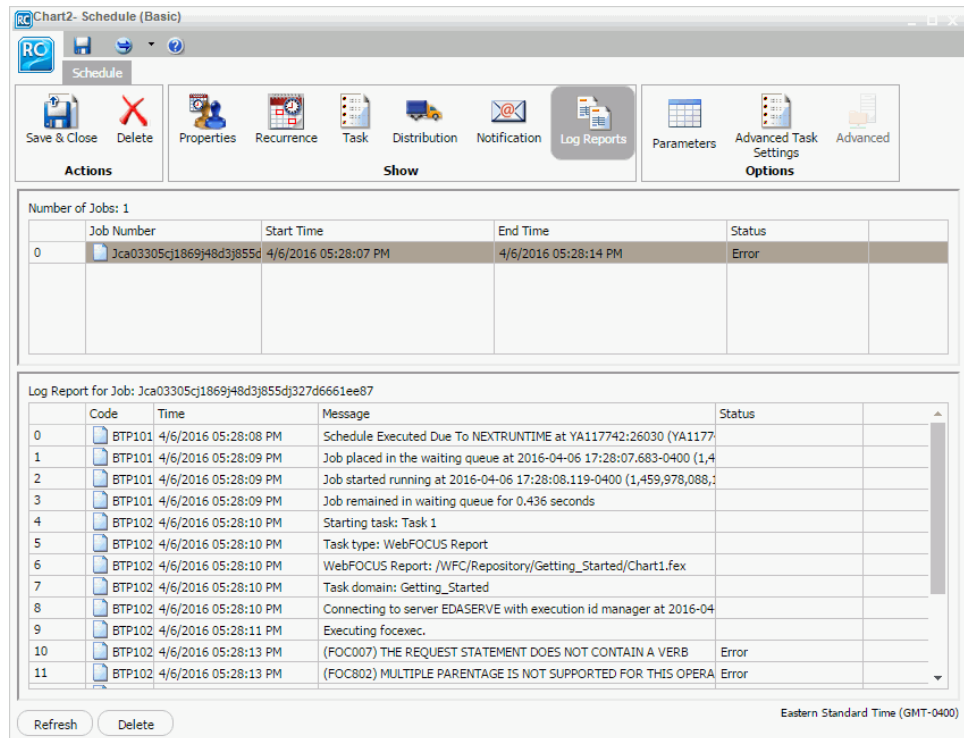 RC Chart2- Schedule (Basic)
RC
Schedule
Save & Close Delete Properties Recurrence Task Distribution Notification Log Reports Parameters Advanced Task Settings Advanced
Actions Show Options
Number of Jobs: 1
Job Number Start Time End Time Status
0 Jca03305cj1869j48d3j855d 4/6/2016 05:28:07 PM 4/6/2016 05:28:14 PM Error
Log Report for Job: Jca03305cj1869j48d3j855dj327d6661ee87
Code Time Message Status
0 BTP101 4/6/2016 05:28:08 PM Schedule Executed Due To NEXTRUNTIME at YA117742:26030 (YA1177
1 BTP101 4/6/2016 05:28:09 PM Job placed in the waiting queue at 2016-04-06 17:28:07.683-0400 (1,4
2 BTP101 4/6/2016 05:28:09 PM Job started running at 2016-04-06 17:28:08.119-0400 (1,459,978,088,1
3 BTP101 4/6/2016 05:28:09 PM Job remained in waiting queue for 0.436 seconds
4 BTP102 4/6/2016 05:28:10 PM Starting task: Task 1
5 BTP102 4/6/2016 05:28:10 PM Task type: WebFOCUS Report
6 BTP102 4/6/2016 05:28:10 PM WebFOCUS Report: /WFC/Repository/Getting_Started/Chart1.fex
7 BTP102 4/6/2016 05:28:10 PM Task domain: Getting_Started
8 BTP102 4/6/2016 05:28:10 PM Connecting to server EDASERVE with execution id manager at 2016-04
9 BTP102 4/6/2016 05:28:11 PM Executing focexec.
10 BTP102 4/6/2016 05:28:13 PM (FOC007) THE REQUEST STATEMENT DOES NOT CONTAIN A VERB Error
11 BTP102 4/6/2016 05:28:13 PM (FOC802) MULTIPLE PARENTAGE IS NOT SUPPORTED FOR THIS OPERA Error
Refresh Delete Eastern Standard Time (GMT-0400)